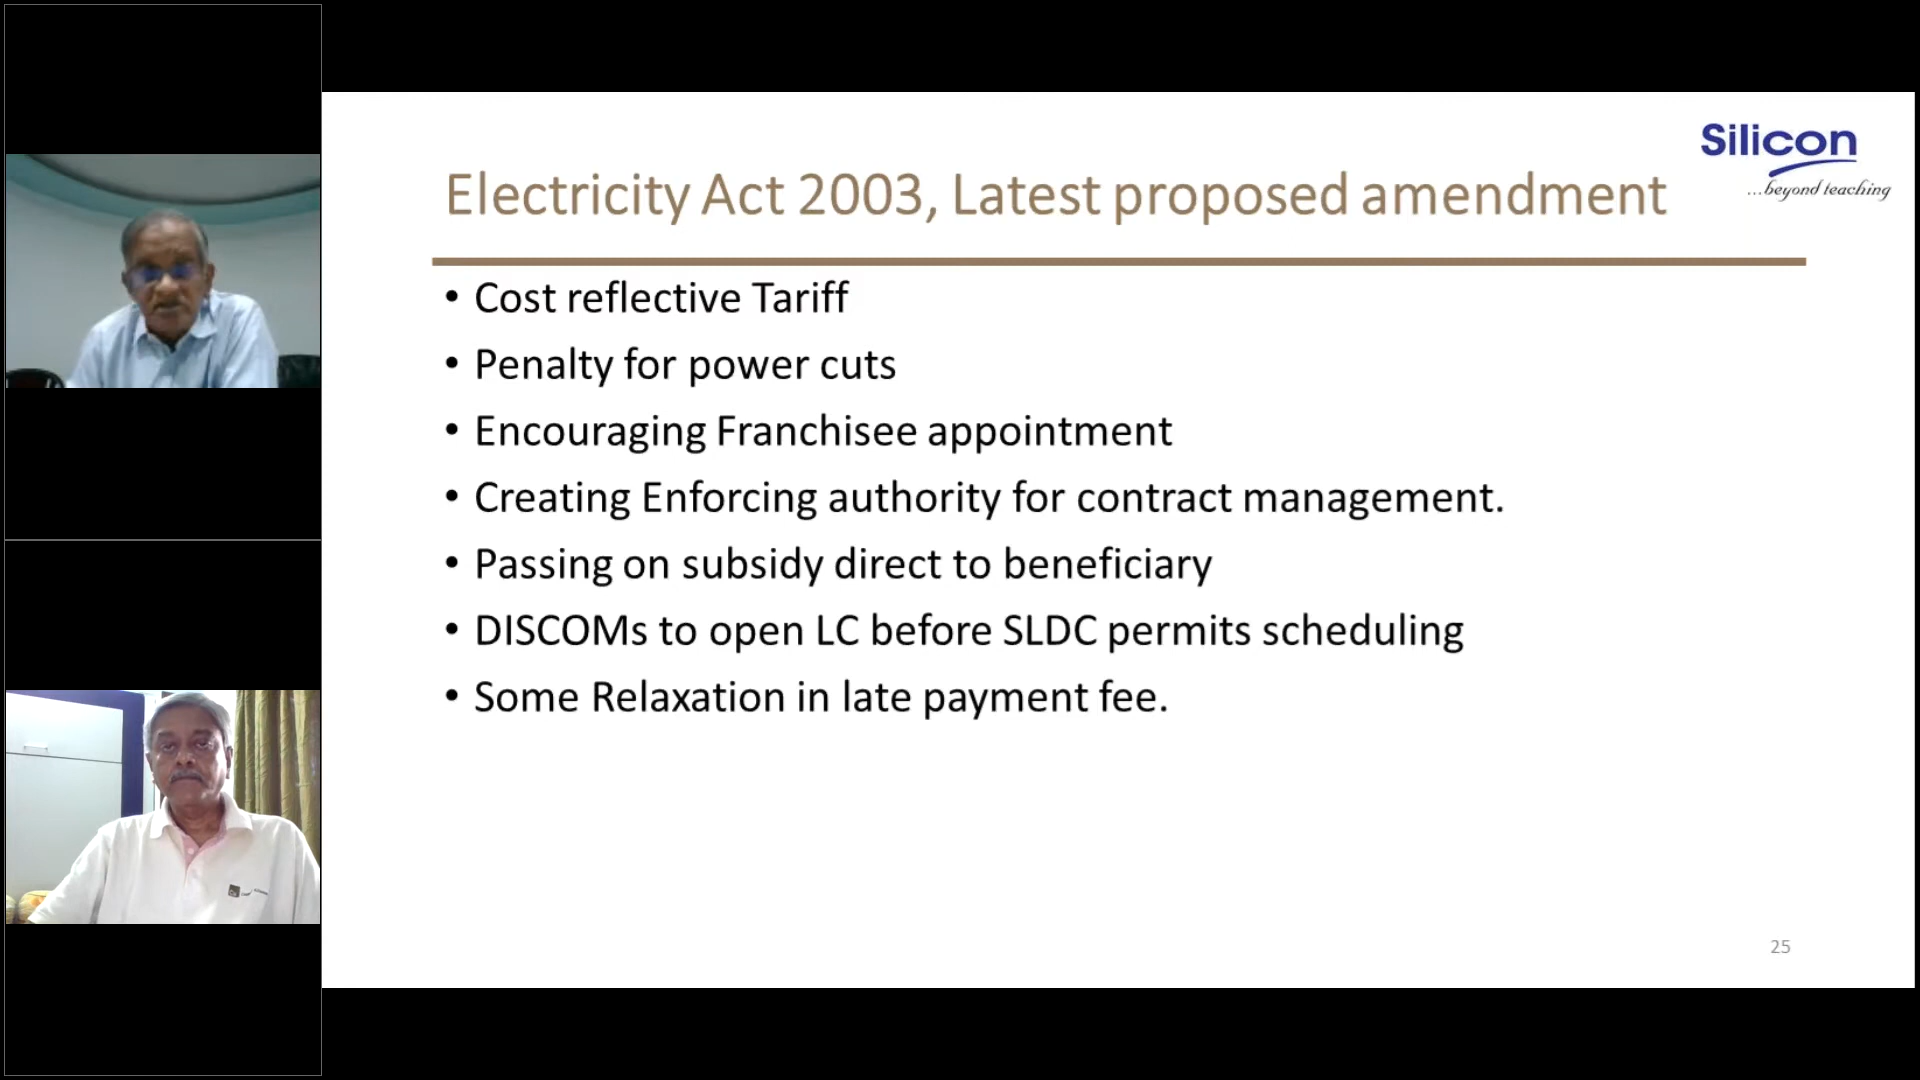 Silicon
...beyond teaching
Electricity Act 2003, Latest proposed amendment
• Cost reflective Tariff
• Penalty for power cuts
• Encouraging Franchisee appointment
• Creating Enforcing authority for contract management.
• Passing on subsidy direct to beneficiary
• DISCOMs to open LC before SLDC permits scheduling
• Some Relaxation in late payment fee.
25